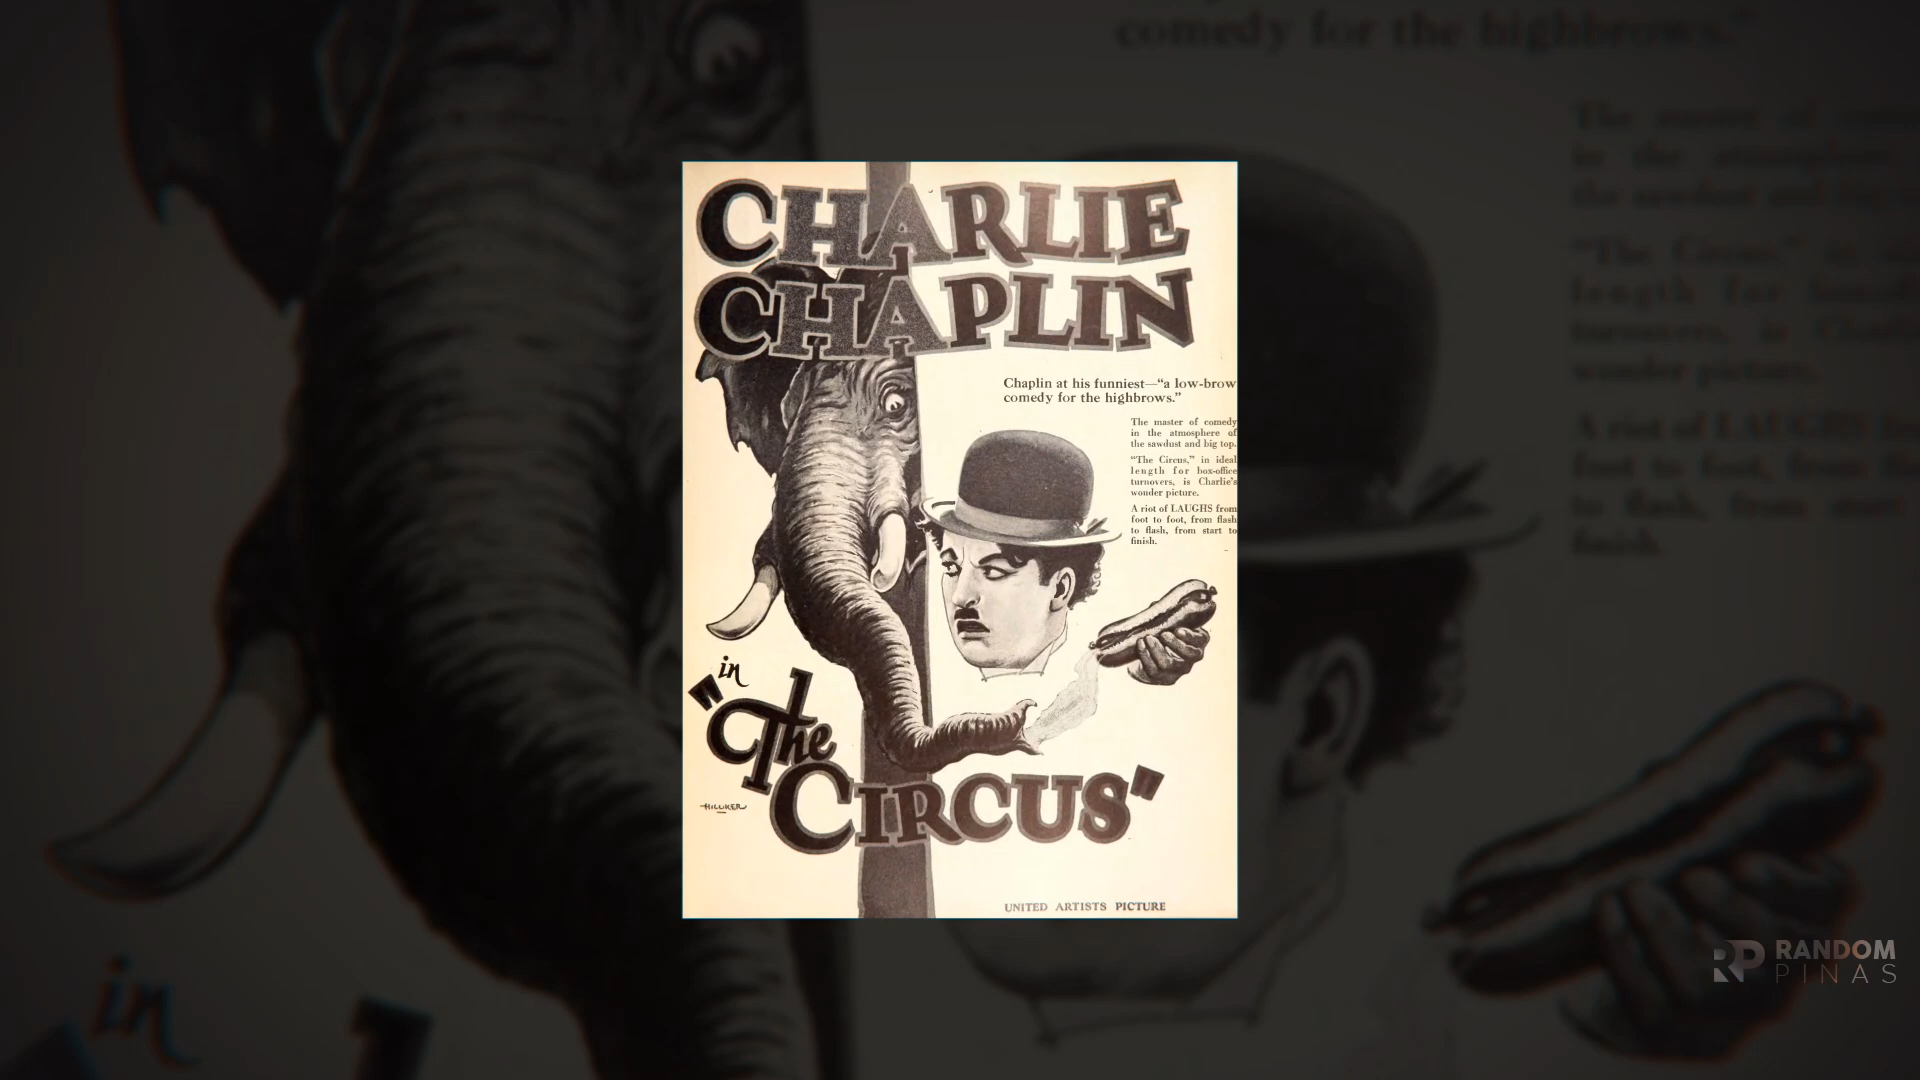 CHARLIE
CHAPLIN
Chaplin at his funniest—“a low-brow
comedy for the highbrows.”
The master of comedy
in the atmosphere of
the sawdust and big top.
“The Circus,” in ideal
length for box-office
turnovers, is Charlie's
wonder picture.
A riot of LAUGHS from
foot to foot, from flash
to flash, from start to
finish.
in
"The
CIRCUS"
HILLIKER
UNITED ARTISTS PICTURE
RANDOM
PINAS